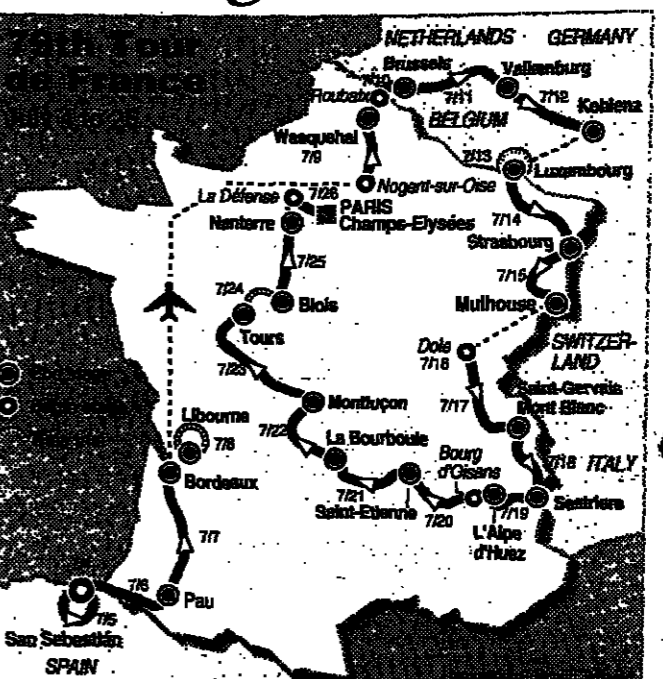 79th Tour
de France
NETHERLANDS GERMANY
Brussels
Valkenburg
7/10
7/11
7/12
Roubaix
Koblenz
BELGIUM
Wasquehal
7/9
7/13
Luxembourg
Nogent-sur-Oise
La Défense
7/26
PARIS
Champs-Elysées
Nanterre
7/14
Strasbourg
7/25
7/15
7/24
Blois
Mulhouse
Tours
SWITZER-
LAND
Dole
7/16
7/23
Saint-Gervais
Mont Blanc
Montluçon
7/17
Libourne
7/22
7/8
La Bourboule
Bourg
d'Oisans
7/18
ITALY
Bordeaux
7/21
Saint-Etienne
7/20
7/19
Sestriere
L'Alpe
d'Huez
7/7
7/6
Pau
7/5
San Sebastián
SPAIN